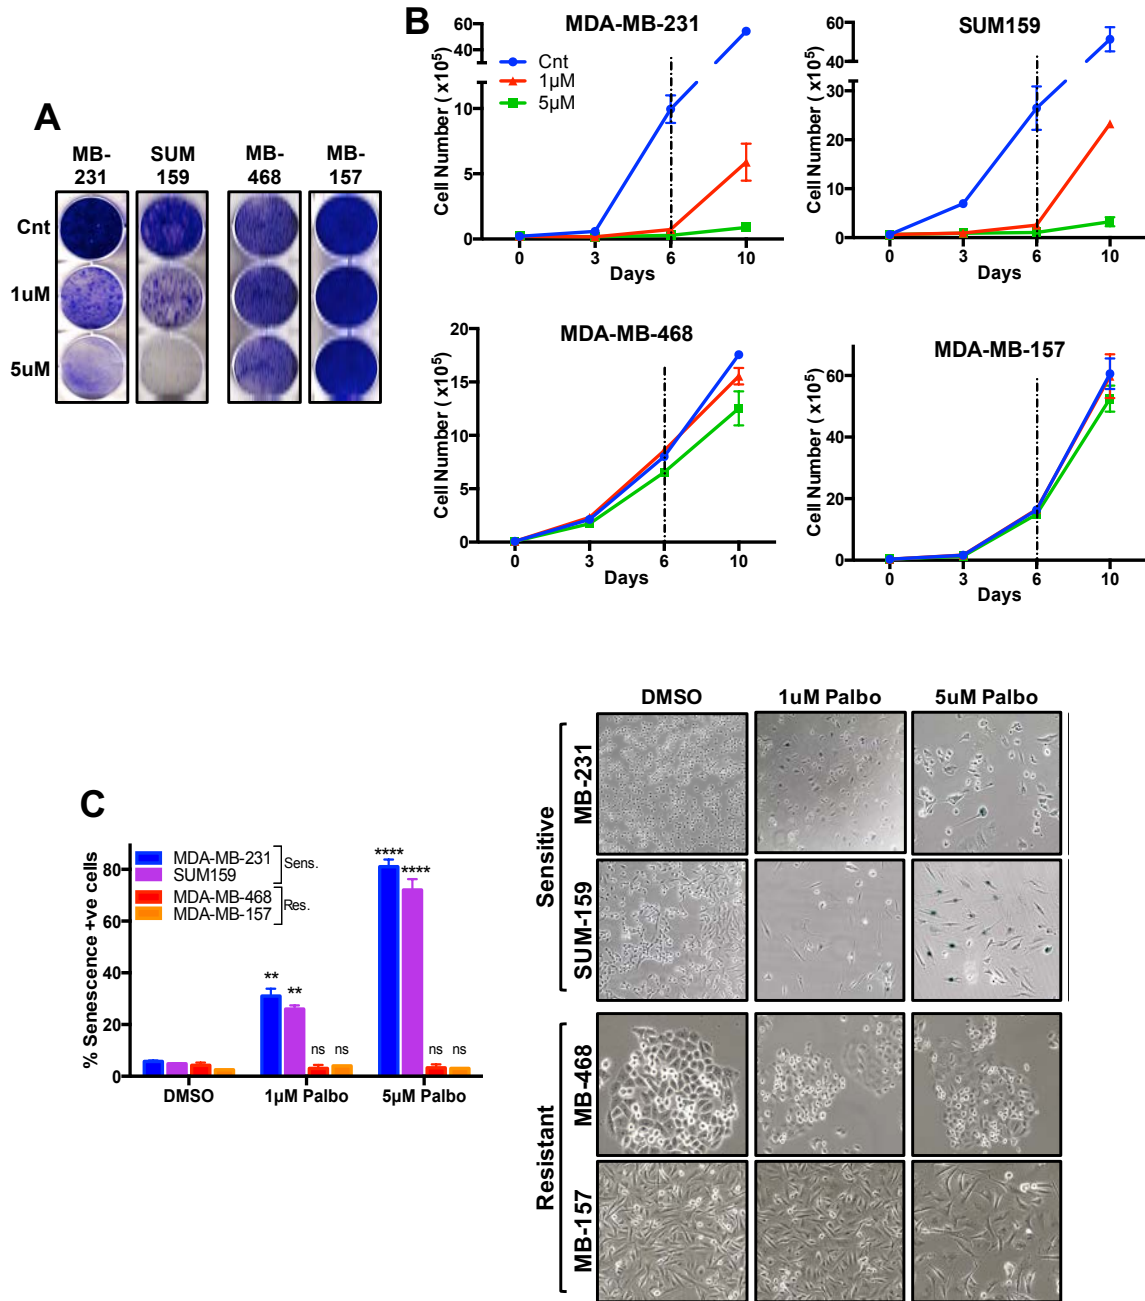 A
MB-
231
SUM
159
MB-
468
MB-
157
Cnt
1uM
5uM
B
MDA-MB-231
Cnt
1µM
5µM
Cell Number ( x10⁵)
60
40
10
5
0
0 3 6 10
Days
SUM159
Cell Number ( x10⁵)
60
40
30
20
10
0
0 3 6 10
Days
MDA-MB-468
Cell Number ( x10⁵)
20
15
10
5
0
0 3 6 10
Days
MDA-MB-157
Cell Number ( x10⁵)
60
40
20
0
0 3 6 10
Days
C
% Senescence +ve cells
80
60
40
20
0
MDA-MB-231
SUM159
Sens.
MDA-MB-468
MDA-MB-157
Res.
** ** ns ns
**** **** ns ns
DMSO 1µM Palbo 5µM Palbo
DMSO 1uM Palbo 5uM Palbo
Sensitive
MB-231
SUM-159
Resistant
MB-468
MB-157